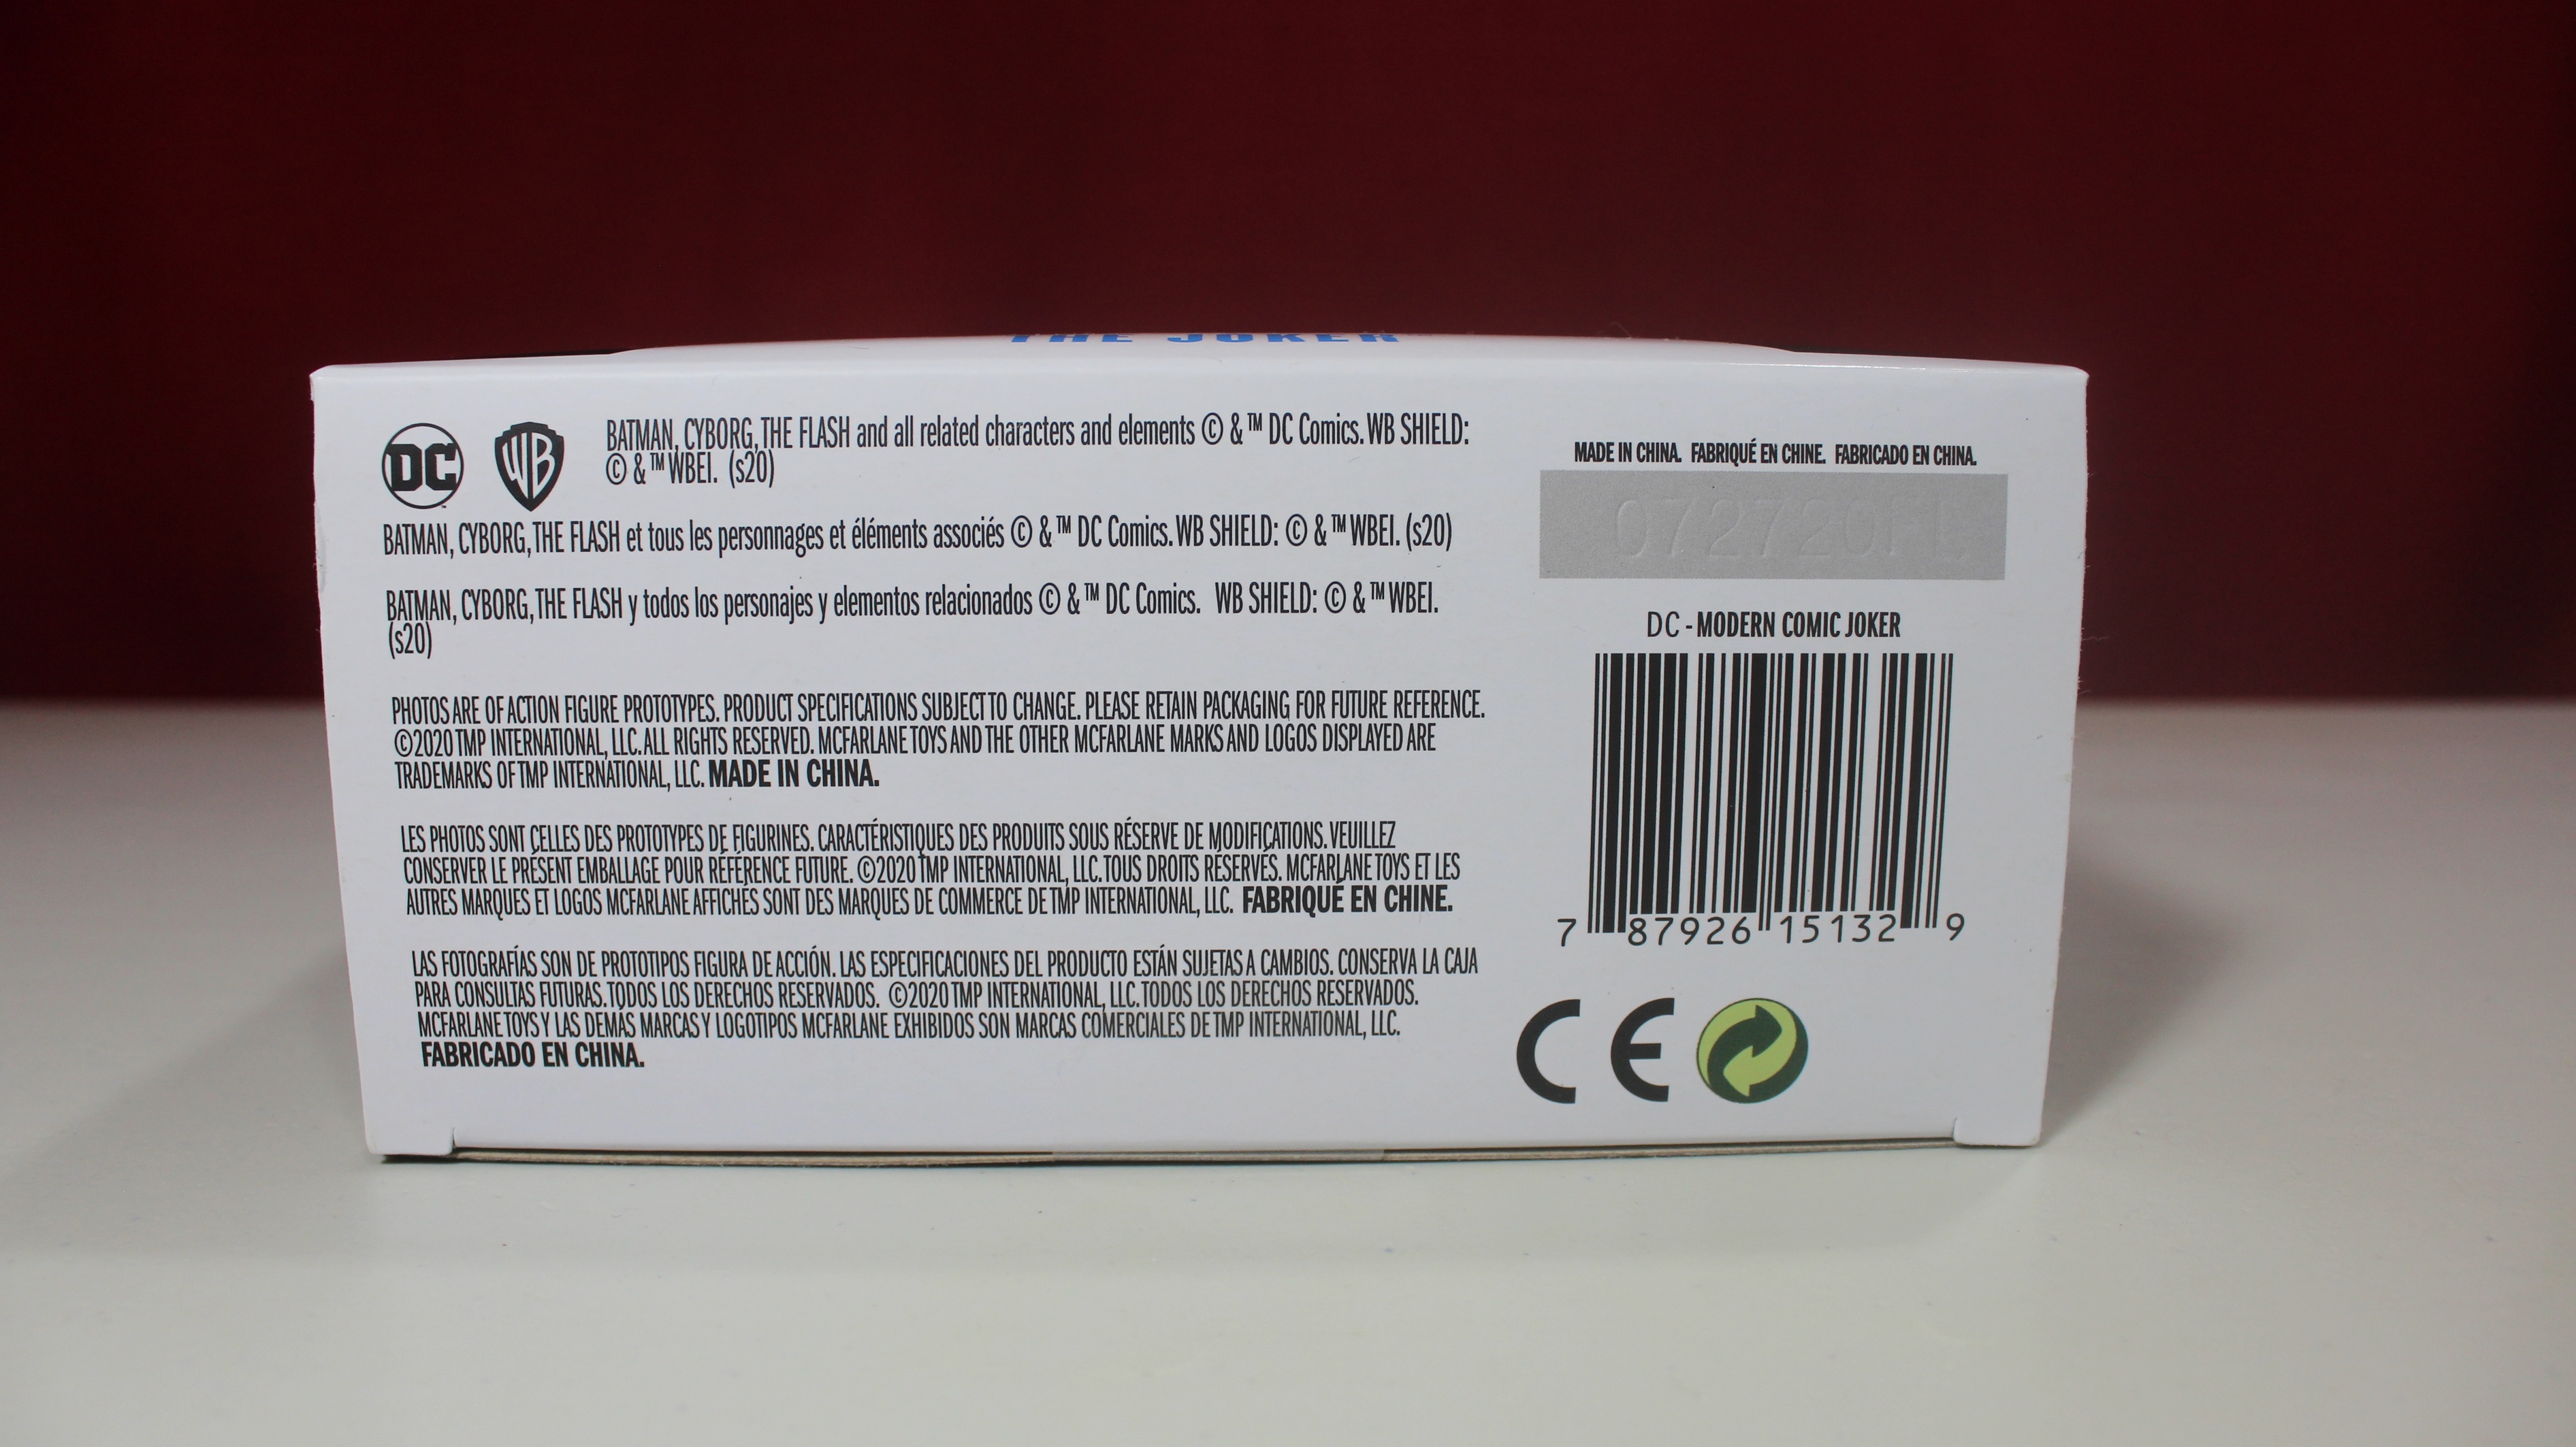 THE JOKER
DC WB BATMAN, CYBORG, THE FLASH and all related characters and elements © & ™ DC Comics. WB SHIELD:
© & ™ WBEI. (s20)
BATMAN, CYBORG, THE FLASH et tous les personnages et éléments associés © & ™ DC Comics. WB SHIELD: © & ™ WBEI. (s20)
BATMAN, CYBORG, THE FLASH y todos los personajes y elementos relacionados © & ™ DC Comics. WB SHIELD: © & ™ WBEI.
(s20)
PHOTOS ARE OF ACTION FIGURE PROTOTYPES. PRODUCT SPECIFICATIONS SUBJECT TO CHANGE. PLEASE RETAIN PACKAGING FOR FUTURE REFERENCE.
©2020 TMP INTERNATIONAL, LLC. ALL RIGHTS RESERVED. MCFARLANE TOYS AND THE OTHER MCFARLANE MARKS AND LOGOS DISPLAYED ARE
TRADEMARKS OF TMP INTERNATIONAL, LLC. MADE IN CHINA.
LES PHOTOS SONT CELLES DES PROTOTYPES DE FIGURINES. CARACTÉRISTIQUES DES PRODUITS SOUS RÉSERVE DE MODIFICATIONS. VEUILLEZ
CONSERVER LE PRÉSENT EMBALLAGE POUR RÉFÉRENCE FUTURE. ©2020 TMP INTERNATIONAL, LLC. TOUS DROITS RÉSERVÉS. MCFARLANE TOYS ET LES
AUTRES MARQUES ET LOGOS MCFARLANE AFFICHÉS SONT DES MARQUES DE COMMERCE DE TMP INTERNATIONAL, LLC. FABRIQUÉ EN CHINE.
LAS FOTOGRAFÍAS SON DE PROTOTIPOS FIGURA DE ACCIÓN. LAS ESPECIFICACIONES DEL PRODUCTO ESTÁN SUJETAS A CAMBIOS. CONSERVA LA CAJA
PARA CONSULTAS FUTURAS. TODOS LOS DERECHOS RESERVADOS. ©2020 TMP INTERNATIONAL, LLC. TODOS LOS DERECHOS RESERVADOS.
MCFARLANE TOYS Y LAS DEMÁS MARCAS Y LOGOTIPOS MCFARLANE EXHIBIDOS SON MARCAS COMERCIALES DE TMP INTERNATIONAL, LLC.
FABRICADO EN CHINA.
MADE IN CHINA. FABRIQUÉ EN CHINE. FABRICADO EN CHINA.
DC - MODERN COMIC JOKER
7 87926 15132 9
CE